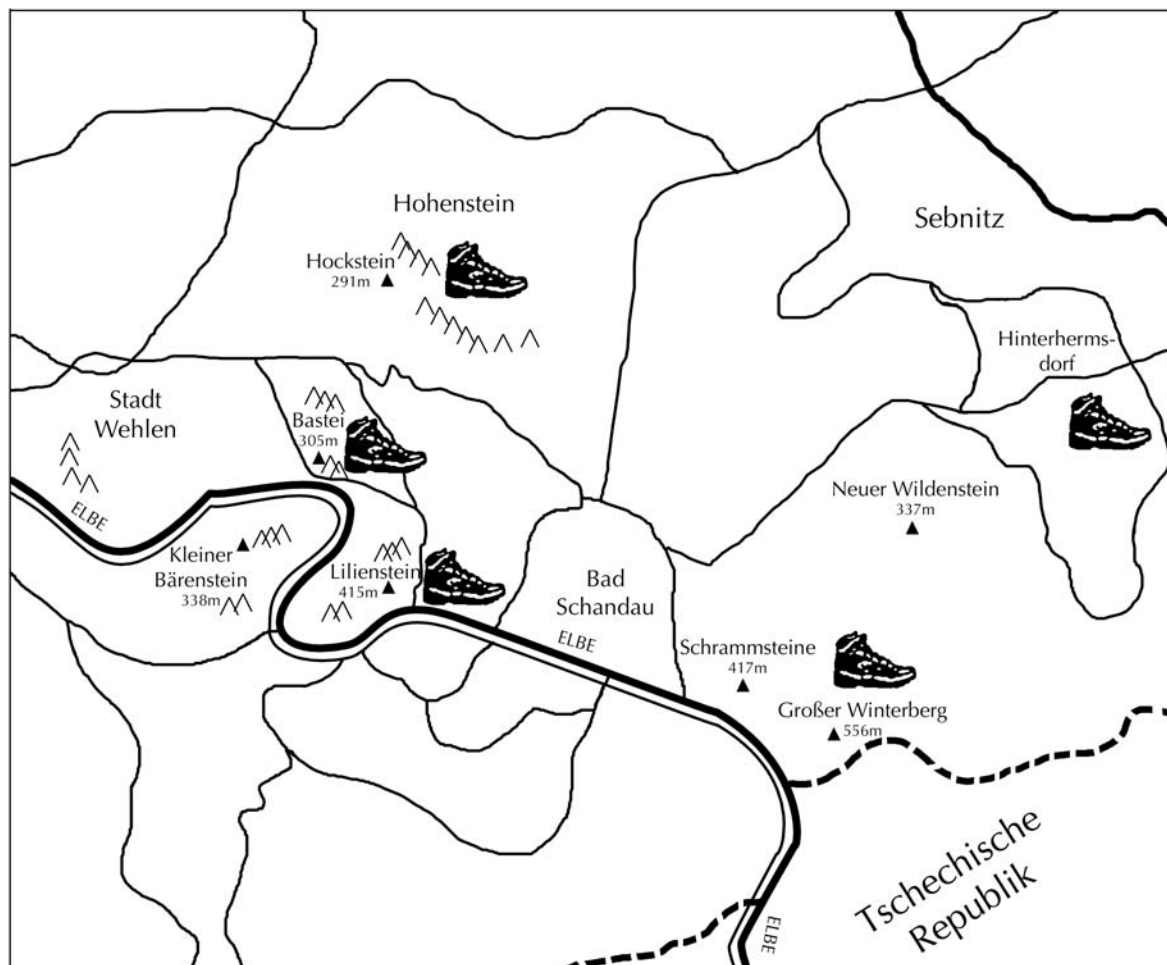 Hohenstein
Sebnitz
Hockstein
291m
Hinterherms-
dorf
Stadt
Wehlen
Bastei
305m
Neuer Wildenstein
337m
ELBE
Kleiner
Bärenstein
338m
Lilienstein
415m
Bad
Schandau
ELBE
Schrammsteine
417m
Großer Winterberg
556m
Tschechische
Republik
ELBE